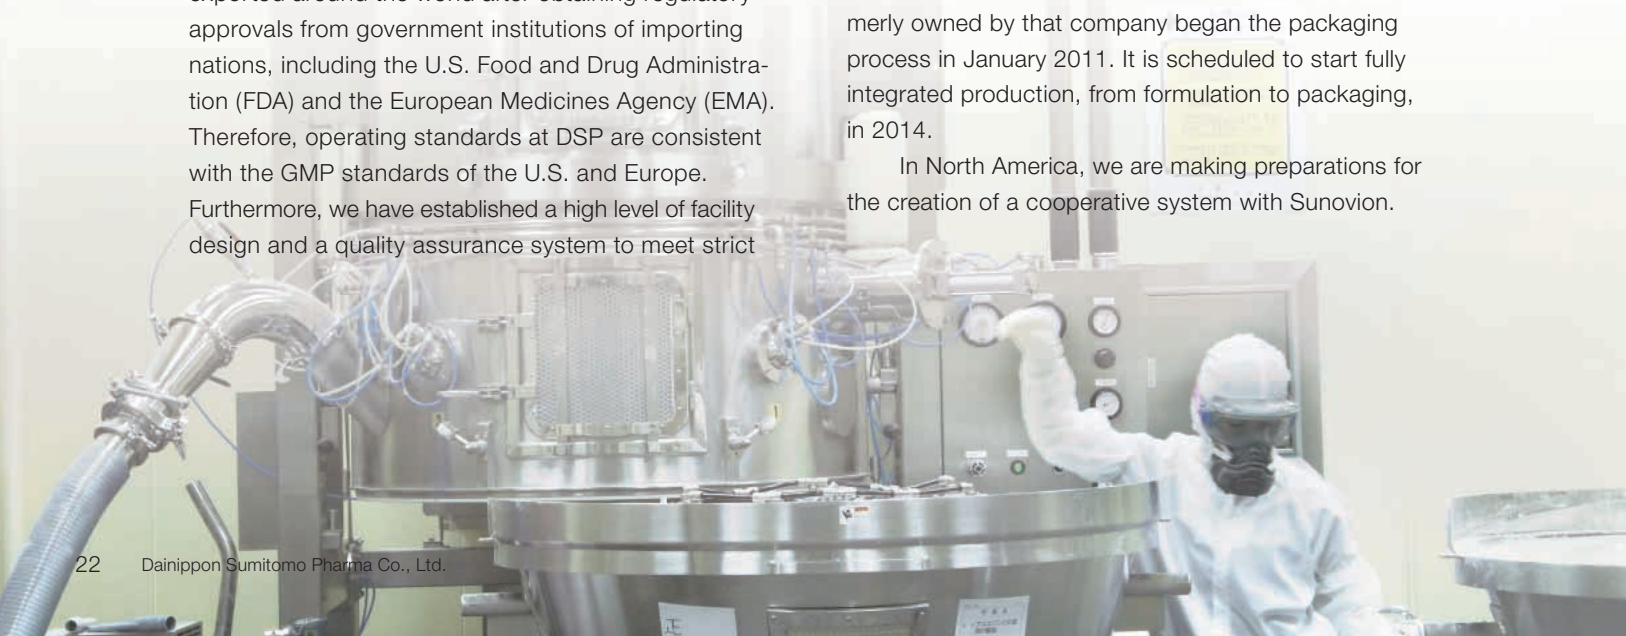 exported around the world after obtaining regulatory
approvals from government institutions of importing
nations, including the U.S. Food and Drug Administra-
tion (FDA) and the European Medicines Agency (EMA).
Therefore, operating standards at DSP are consistent
with the GMP standards of the U.S. and Europe.
Furthermore, we have established a high level of facility
design and a quality assurance system to meet strict
merly owned by that company began the packaging
process in January 2011. It is scheduled to start fully
integrated production, from formulation to packaging,
in 2014.
In North America, we are making preparations for
the creation of a cooperative system with Sunovion.
22 Dainippon Sumitomo Pharma Co., Ltd.
正